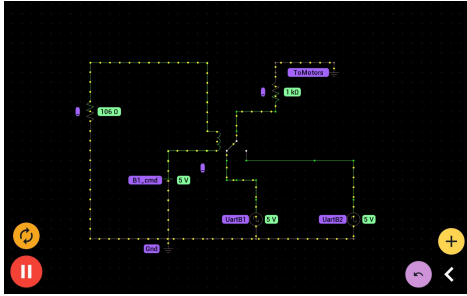 ToMotors
1 kΩ
106 Ω
B1_cmd
5 V
UartB1
5 V
UartB2
5 V
Gnd